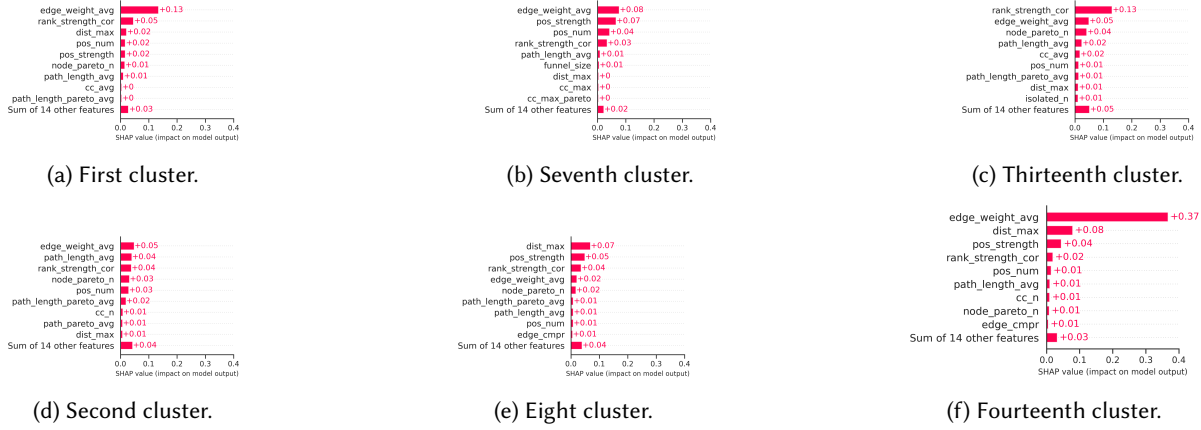 edge_weight_avg +0.13
rank_strength_cor +0.05
dist_max +0.02
pos_num +0.02
pos_strength +0.02
node_pareto_n +0.01
path_length_avg +0.01
cc_avg +0
path_length_pareto_avg +0
Sum of 14 other features +0.03
0.0 0.1 0.2 0.3 0.4
SHAP value (impact on model output)
(a) First cluster.
edge_weight_avg +0.08
pos_strength +0.07
pos_num +0.04
rank_strength_cor +0.03
path_length_avg +0.01
funnel_size +0.01
dist_max +0
cc_max +0
cc_max_pareto +0
Sum of 14 other features +0.02
0.0 0.1 0.2 0.3 0.4
SHAP value (impact on model output)
(b) Seventh cluster.
rank_strength_cor +0.13
edge_weight_avg +0.05
node_pareto_n +0.04
path_length_avg +0.02
cc_avg +0.02
pos_num +0.01
path_length_pareto_avg +0.01
dist_max +0.01
isolated_n +0.01
Sum of 14 other features +0.05
0.0 0.1 0.2 0.3 0.4
SHAP value (impact on model output)
(c) Thirteenth cluster.
edge_weight_avg +0.05
path_length_avg +0.04
rank_strength_cor +0.04
node_pareto_n +0.03
pos_num +0.03
path_length_pareto_avg +0.02
cc_n +0.01
path_pareto_avg +0.01
dist_max +0.01
Sum of 14 other features +0.04
0.0 0.1 0.2 0.3 0.4
SHAP value (impact on model output)
(d) Second cluster.
dist_max +0.07
pos_strength +0.05
rank_strength_cor +0.04
edge_weight_avg +0.02
node_pareto_n +0.02
path_length_pareto_avg +0.01
path_length_avg +0.01
pos_num +0.01
edge_cmpr +0.01
Sum of 14 other features +0.04
0.0 0.1 0.2 0.3 0.4
SHAP value (impact on model output)
(e) Eight cluster.
edge_weight_avg +0.37
dist_max +0.08
pos_strength +0.04
rank_strength_cor +0.02
pos_num +0.01
path_length_avg +0.01
cc_n +0.01
node_pareto_n +0.01
edge_cmpr +0.01
Sum of 14 other features +0.03
0.0 0.1 0.2 0.3 0.4
SHAP value (impact on model output)
(f) Fourteenth cluster.